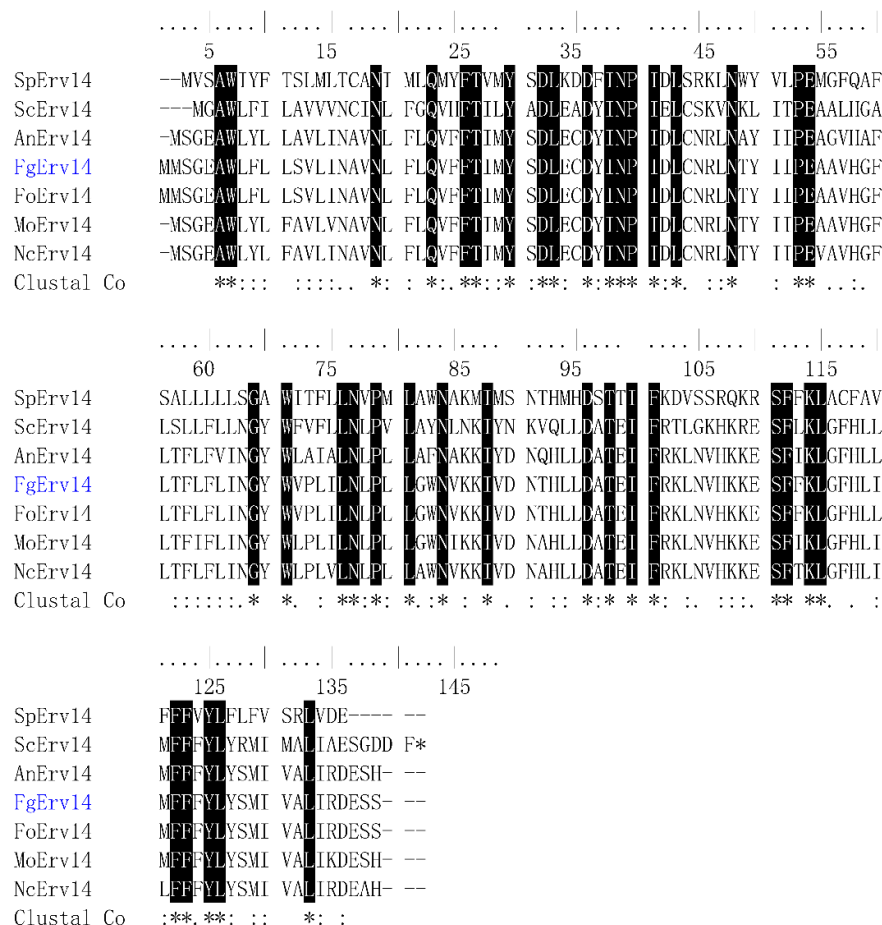 . . . . | . . . . | . . . . | . . . . | . . . . | . . . . | . . . . | . . . . | . . . . | . . . . | . . . . | . . . . |
5 15 25 35 45 55
SpErv14 --MVSAWIYF TSLMLTCANI MLQMYFTVMY SDLKDDFINP IDLSRKLNWY VLPEMGFQAF
ScErv14 ---MGAWLFI LAVVVNCINL FGQVHFTILY ADLEADYINP IELCSKVNKL ITPEAALHGA
AnErv14 -MSGEAWLYL LAVLINAVNL FLQVFFTIMY SDLECDYINP IDLCNRLNAY IIPEAGVHAF
FgErv14 MMSGEAWLFL LSVLINAVNL FLQVFFTIMY SDLECDYINP IDLCNRLNTY IIPEAAVHGF
FoErv14 MMSGEAWLFL LSVLINAVNL FLQVFFTIMY SDLECDYINP IDLCNRLNTY IIPEAAVHGF
MoErv14 -MSGEAWLYL FAVLVNAVNL FLQVFFTIMY SDLECDYINP IDLCNRLNTY IIPEAAVHGF
NcErv14 -MSGEAWLYL FAVLINAVNL FLQVFFTIMY SDLECDYINP IDLCNRLNTY IIPEVAVHGF
Clustal Co **::: ::::.. *: *:.**::* :**: *:*** *:*. ::* :** ..:.
. . . . | . . . . | . . . . | . . . . | . . . . | . . . . | . . . . | . . . . | . . . . | . . . . | . . . . | . . . . |
60 75 85 95 105 115
SpErv14 SALLLLLSGA WITFLLNVPM LAWNAKMIMS NTHMHDSTTI FKDVSSRQKR SFFKLACFAV
ScErv14 LSLLFLLNGY WFVFLLNLPV LAYNLNKIYN KVQLLDATEI FRTLGKHKRE SFLKLGFHLL
AnErv14 LTFLFVINGY WLAIALNLPL LAFNAKKIYD NQHLLDATEI FRKLNVHKKE SFIKLGFHLL
FgErv14 LTFLFLINGY WVPLILNLPL LGWNVKKIVD NTHLLDATEI FRKLNVHKKE SFFKLGFHLI
FoErv14 LTFLFLINGY WVPLILNLPL LGWNVKKIVD NTHLLDATEI FRKLNVHKKE SFFKLGFHLL
MoErv14 LTFIFLINGY WLPLILNLPL LGWNIKKIVD NAHLLDATEI FRKLNVHKKE SFIKLGFHLI
NcErv14 LTFLFLINGY WLPLVLNLPL LAWNVKKIVD NAHLLDATEI FRKLNVHKKE SFTKLGFHLI
Clustal Co ::::::.* *. : **:*: *.:* : * . . :: *:* * *: . .::: ** **. . :
. . . . | . . . . | . . . . | . . . . | . . . . | . . . . | . . .
125 135 145
SpErv14 FFFVYLFLFV SRLVDE---- --
ScErv14 MFFFYLYRMI MALIAESGDD F*
AnErv14 MFFFYLYSMI VALIRDESH- --
FgErv14 MFFFYLYSMI VALIRDESS- --
FoErv14 MFFFYLYSMI VALIRDESS- --
MoErv14 MFFFYLYSMI VALIKDESH- --
NcErv14 LFFFYLYSMI VALIRDEAH- --
Clustal Co :**.**: :: *: :